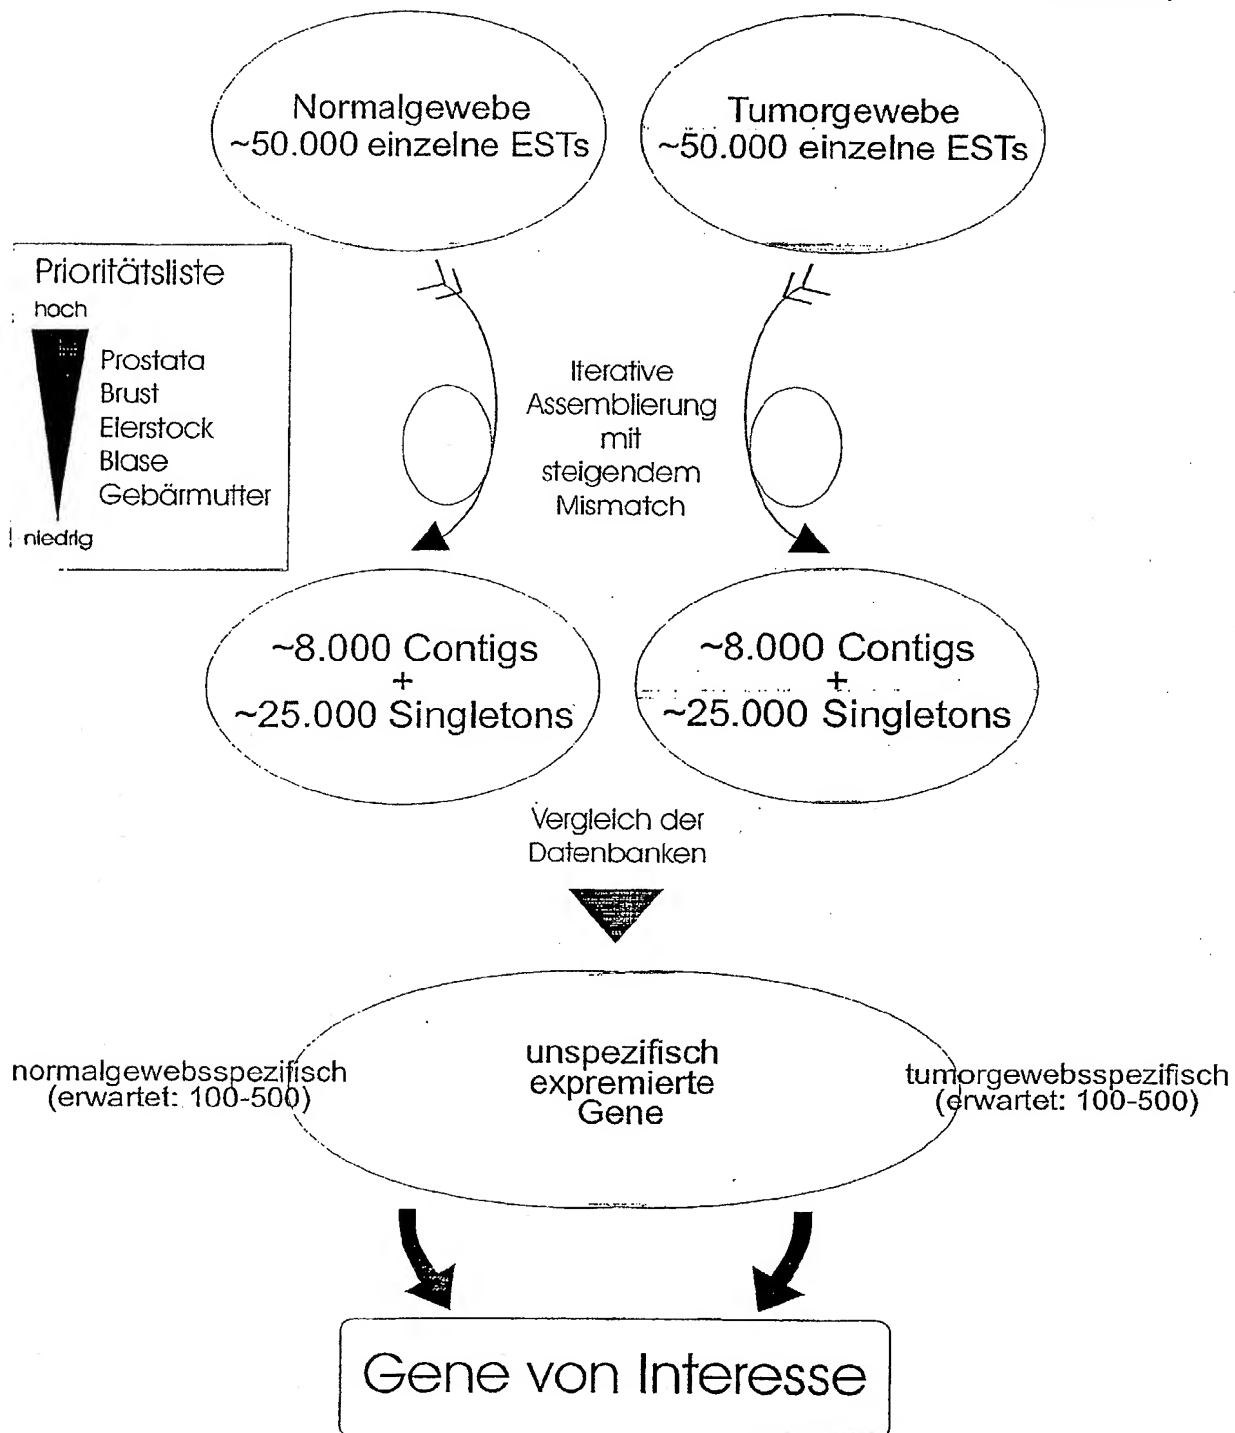 Normalgewebe
~50.000 einzelne ESTs
Tumorgewebe
~50.000 einzelne ESTs
Prioritätsliste
hoch
Prostata
Brust
Eierstock
Blase
Gebärmutter
niedrig
Iterative
Assemblierung
mit
steigendem
Mismatch
~8.000 Contigs
+
~25.000 Singletons
~8.000 Contigs
+
~25.000 Singletons
Vergleich der
Datenbanken
normalgewebsspezifisch
(erwartet: 100-500)
unspezifisch
expremierte
Gene
tumorgewebsspezifisch
(erwartet: 100-500)
Gene von Interesse